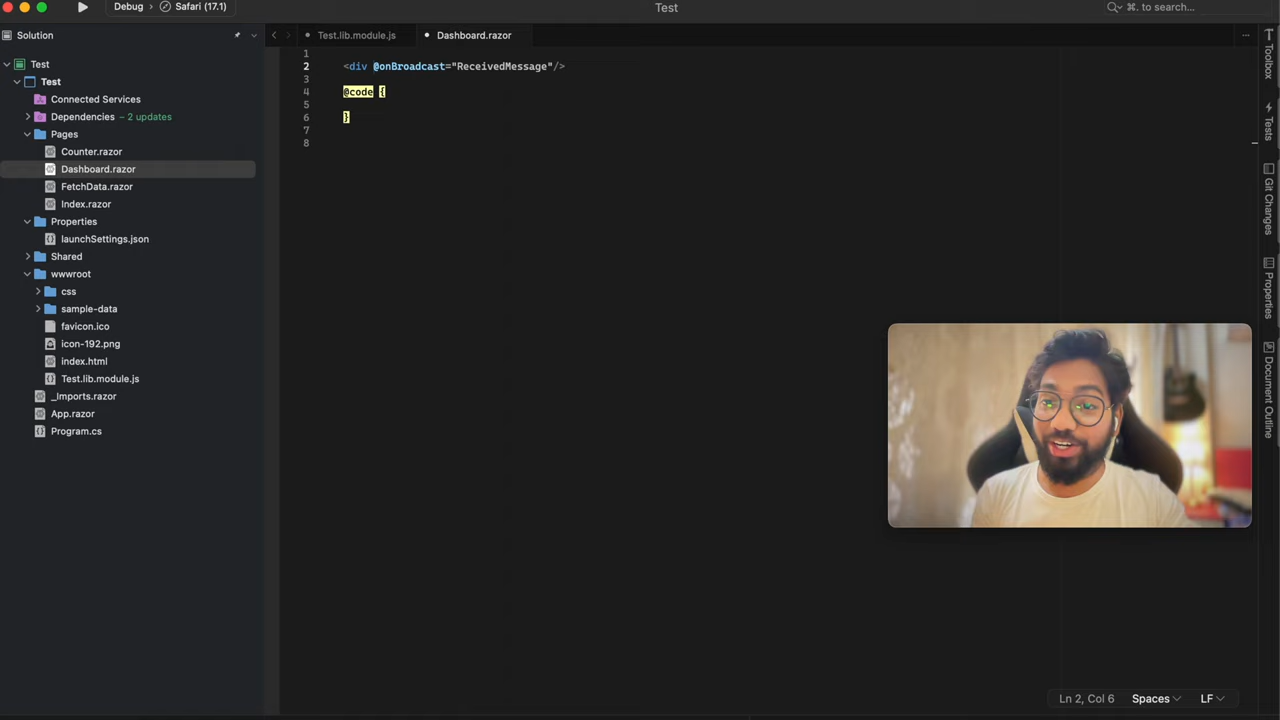 Debug
Safari (17.1)
Test
⌘. to search...
Solution
Test.lib.module.js
Dashboard.razor
Test
Test
Connected Services
Dependencies – 2 updates
Pages
Counter.razor
Dashboard.razor
FetchData.razor
Index.razor
Properties
launchSettings.json
Shared
wwwroot
css
sample-data
favicon.ico
icon-192.png
index.html
Test.lib.module.js
_Imports.razor
App.razor
Program.cs
1
2 <div @onBroadcast="ReceivedMessage"/>
3
4 @code {
5
6 }
7
8
Toolbox
Tests
Git Changes
Properties
Document Outline
Ln 2, Col 6 Spaces LF